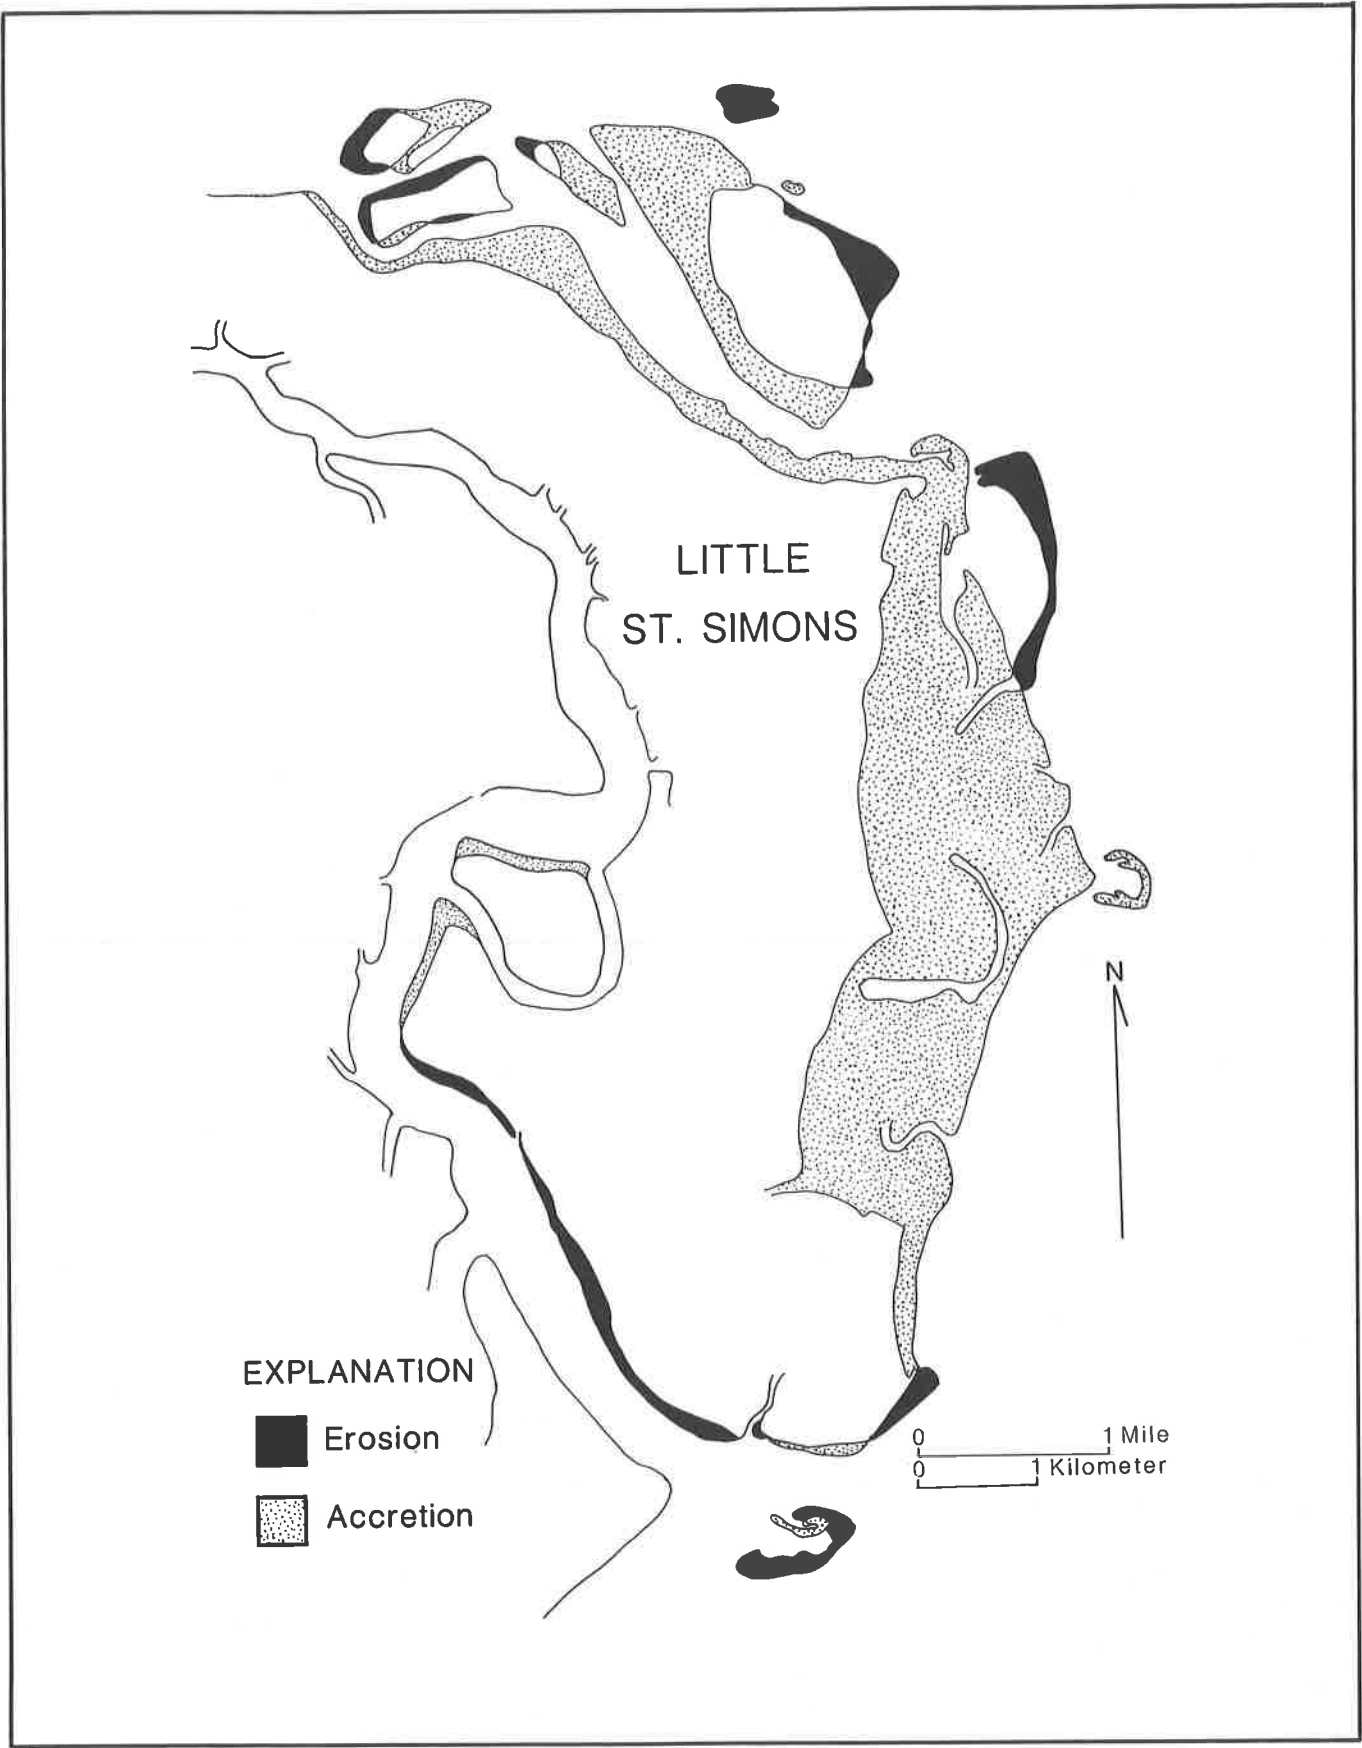 LITTLE
ST. SIMONS
N
EXPLANATION
Erosion
Accretion
0 1 Mile
0 1 Kilometer